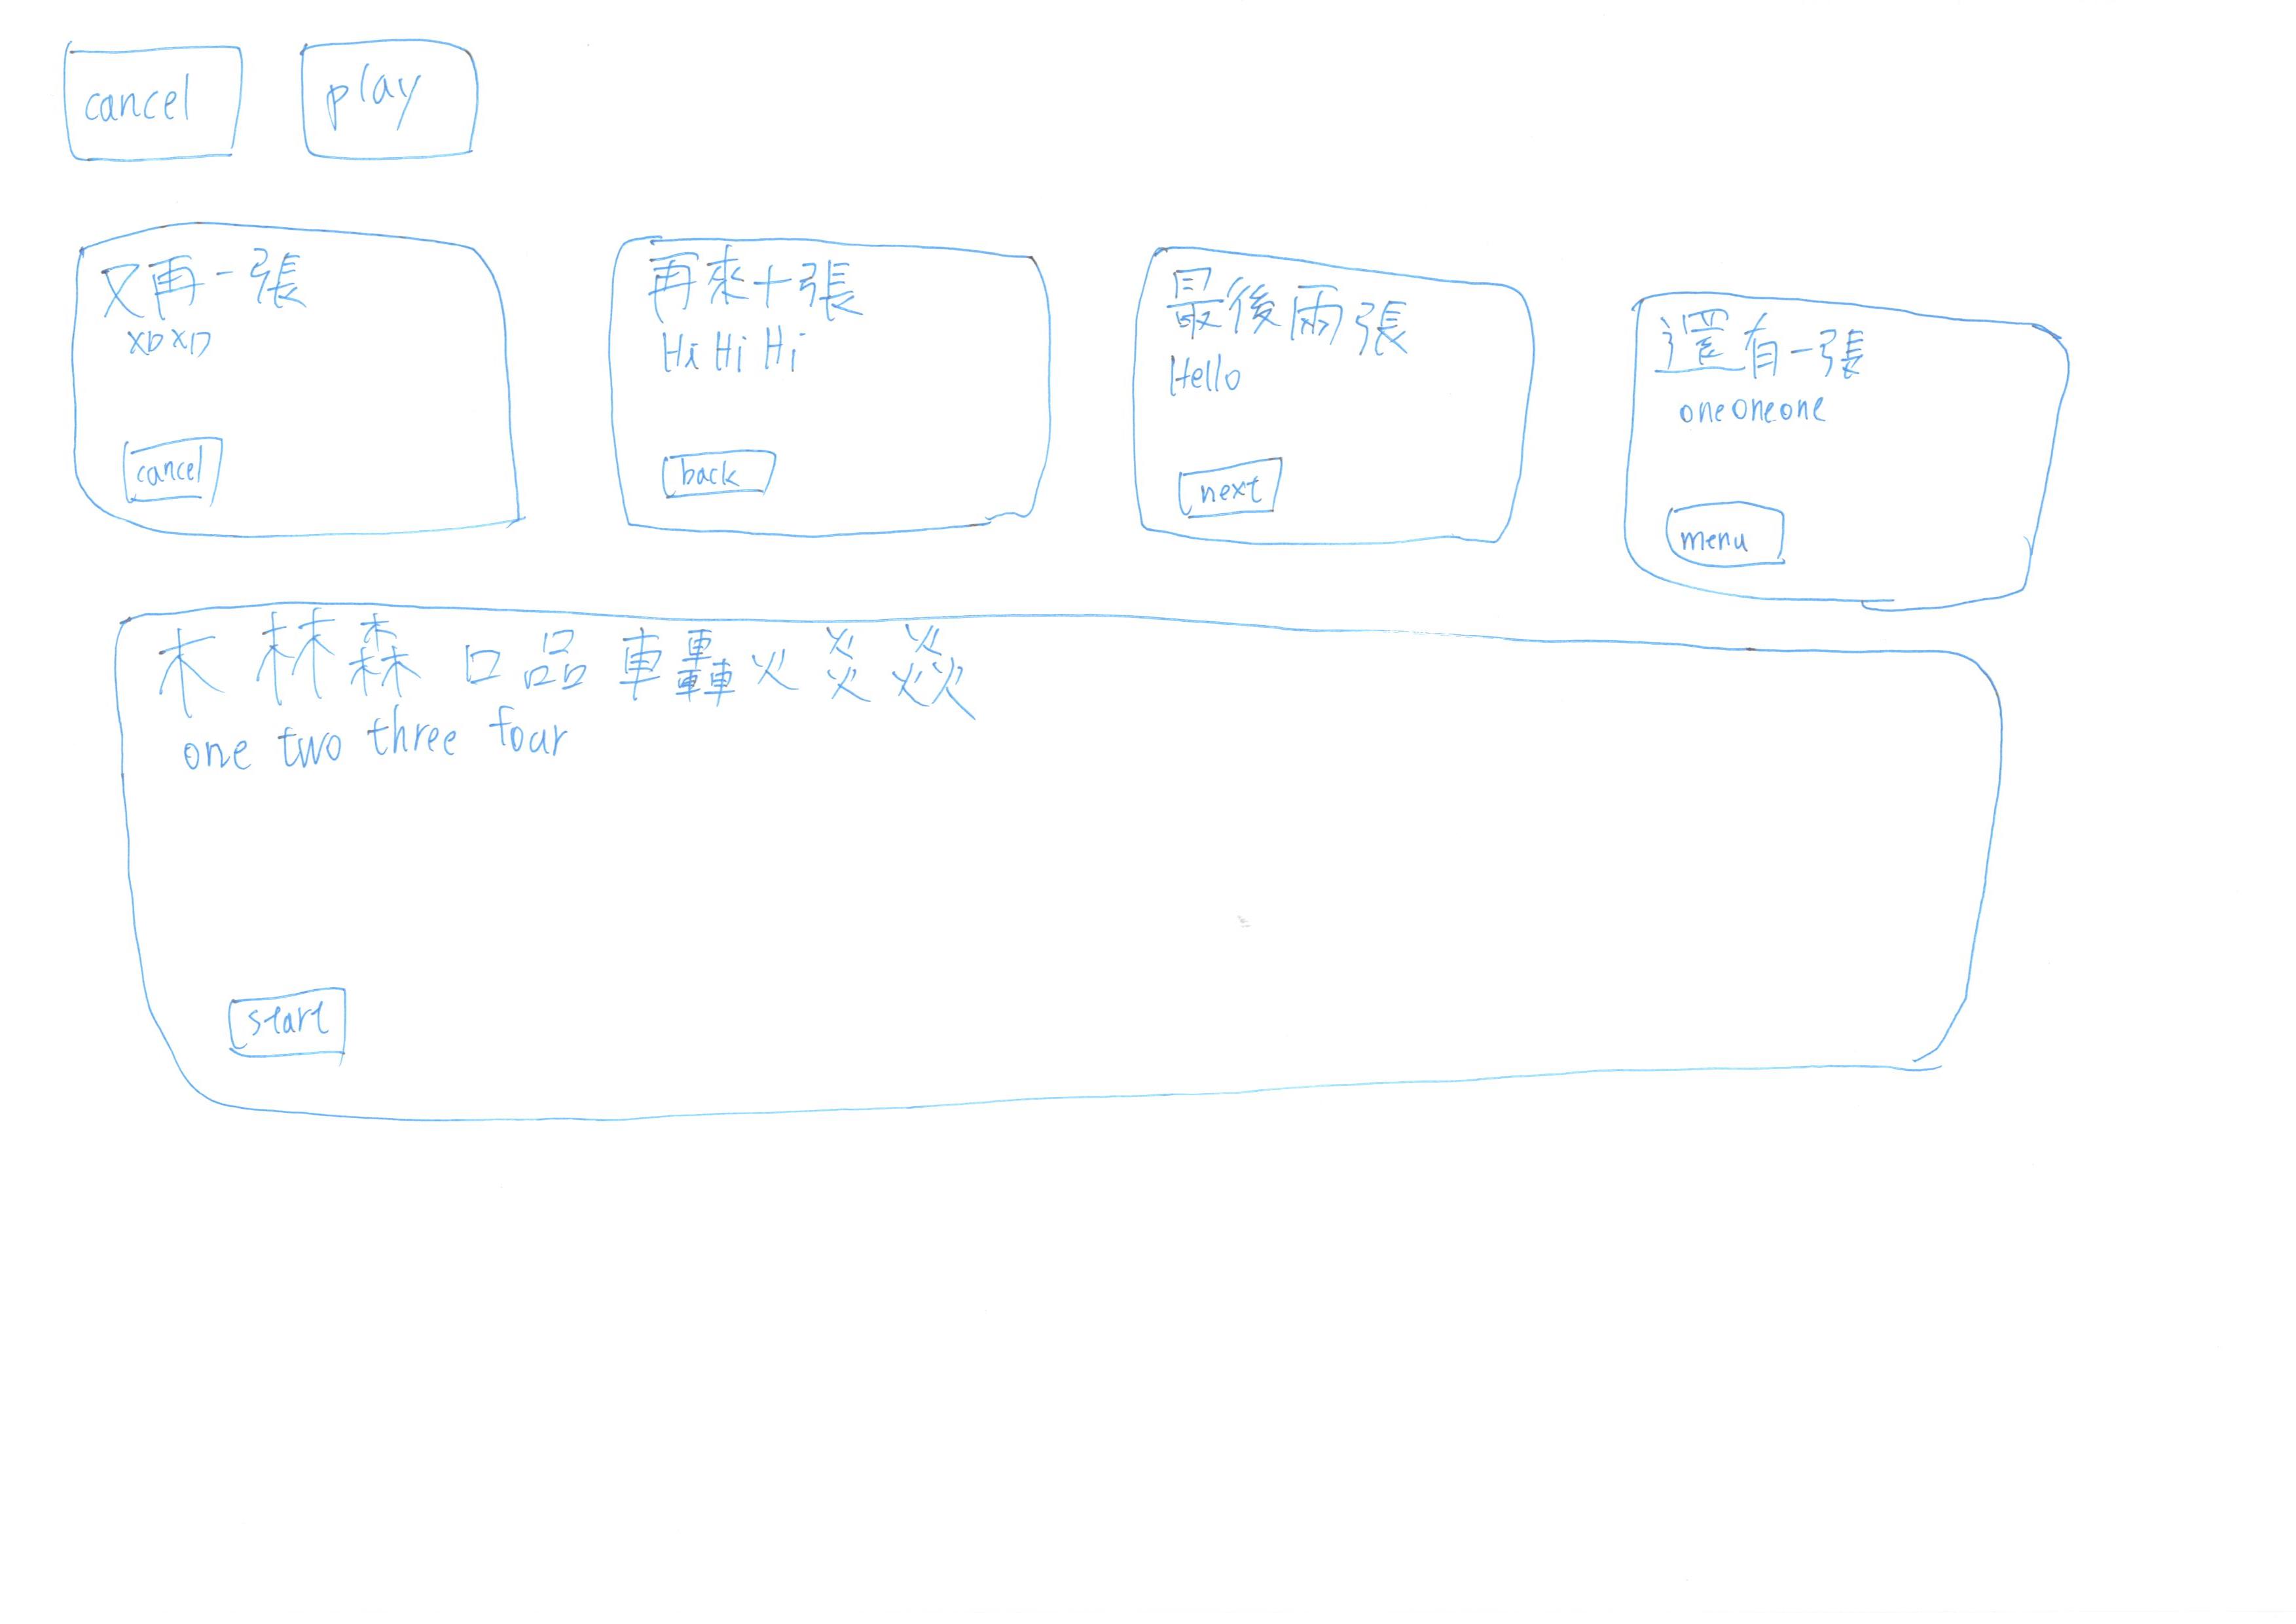 cancel
play
又再一張
XDXD
cancel
再來十張
Hi Hi Hi
back
最後兩張
Hello
next
還有一張
oneoneone
menu
木 林 森 口 品 車 轟 火 炎 焱
one two three four
start